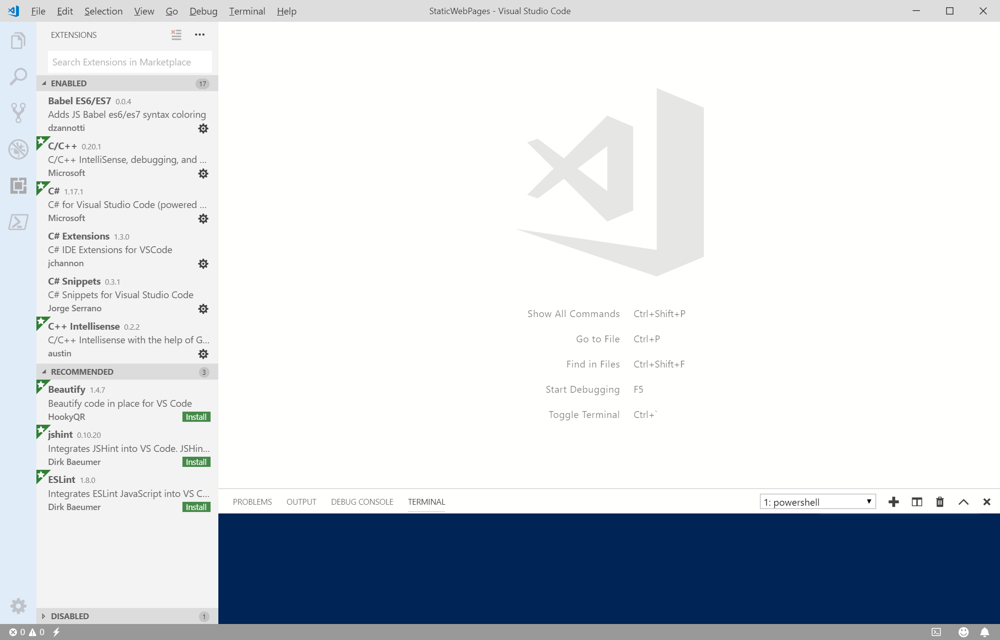 File Edit Selection View Go Debug Terminal Help
StaticWebPages - Visual Studio Code
EXTENSIONS
Search Extensions in Marketplace
ENABLED 17
Babel ES6/ES7 0.0.4
Adds JS Babel es6/es7 syntax coloring
dzannotti
C/C++ 0.20.1
C/C++ IntelliSense, debugging, and ...
Microsoft
C# 1.17.1
C# for Visual Studio Code (powered ...
Microsoft
C# Extensions 1.3.0
C# IDE Extensions for VSCode
jchannon
C# Snippets 0.3.1
C# Snippets for Visual Studio Code
Jorge Serrano
C++ Intellisense 0.2.2
C/C++ Intellisense with the help of G...
austin
RECOMMENDED 3
Beautify 1.4.7
Beautify code in place for VS Code
HookyQR Install
jshint 0.10.20
Integrates JSHint into VS Code. JSHin...
Dirk Baeumer Install
ESLint 1.8.0
Integrates ESLint JavaScript into VS C...
Dirk Baeumer Install
DISABLED 1
Show All Commands Ctrl+Shift+P
Go to File Ctrl+P
Find in Files Ctrl+Shift+F
Start Debugging F5
Toggle Terminal Ctrl+`
PROBLEMS OUTPUT DEBUG CONSOLE TERMINAL
1: powershell
0 0